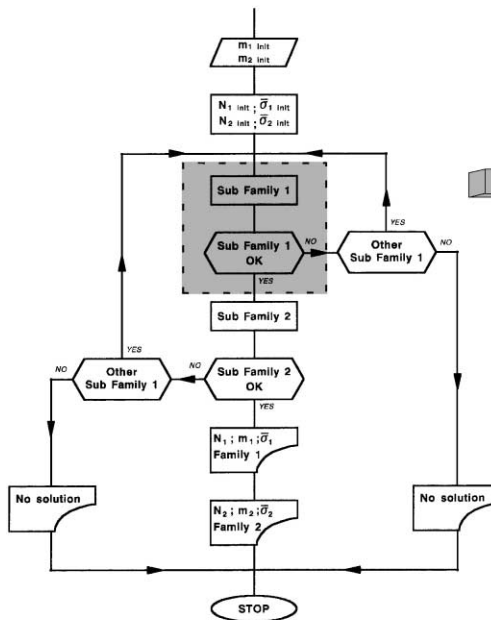 m₁ Init
m₂ Init
N₁ Init ; σ̅₁ Init
N₂ Init ; σ̅₂ Init
Sub Family 1
Sub Family 1
OK
NO
YES
Other
Sub Family 1
YES
NO
Sub Family 2
Sub Family 2
OK
NO
YES
Other
Sub Family 1
YES
NO
N₁ ; m₁ ; σ̅₁
Family 1
No solution
No solution
N₂ ; m₂ ; σ̅₂
Family 2
STOP